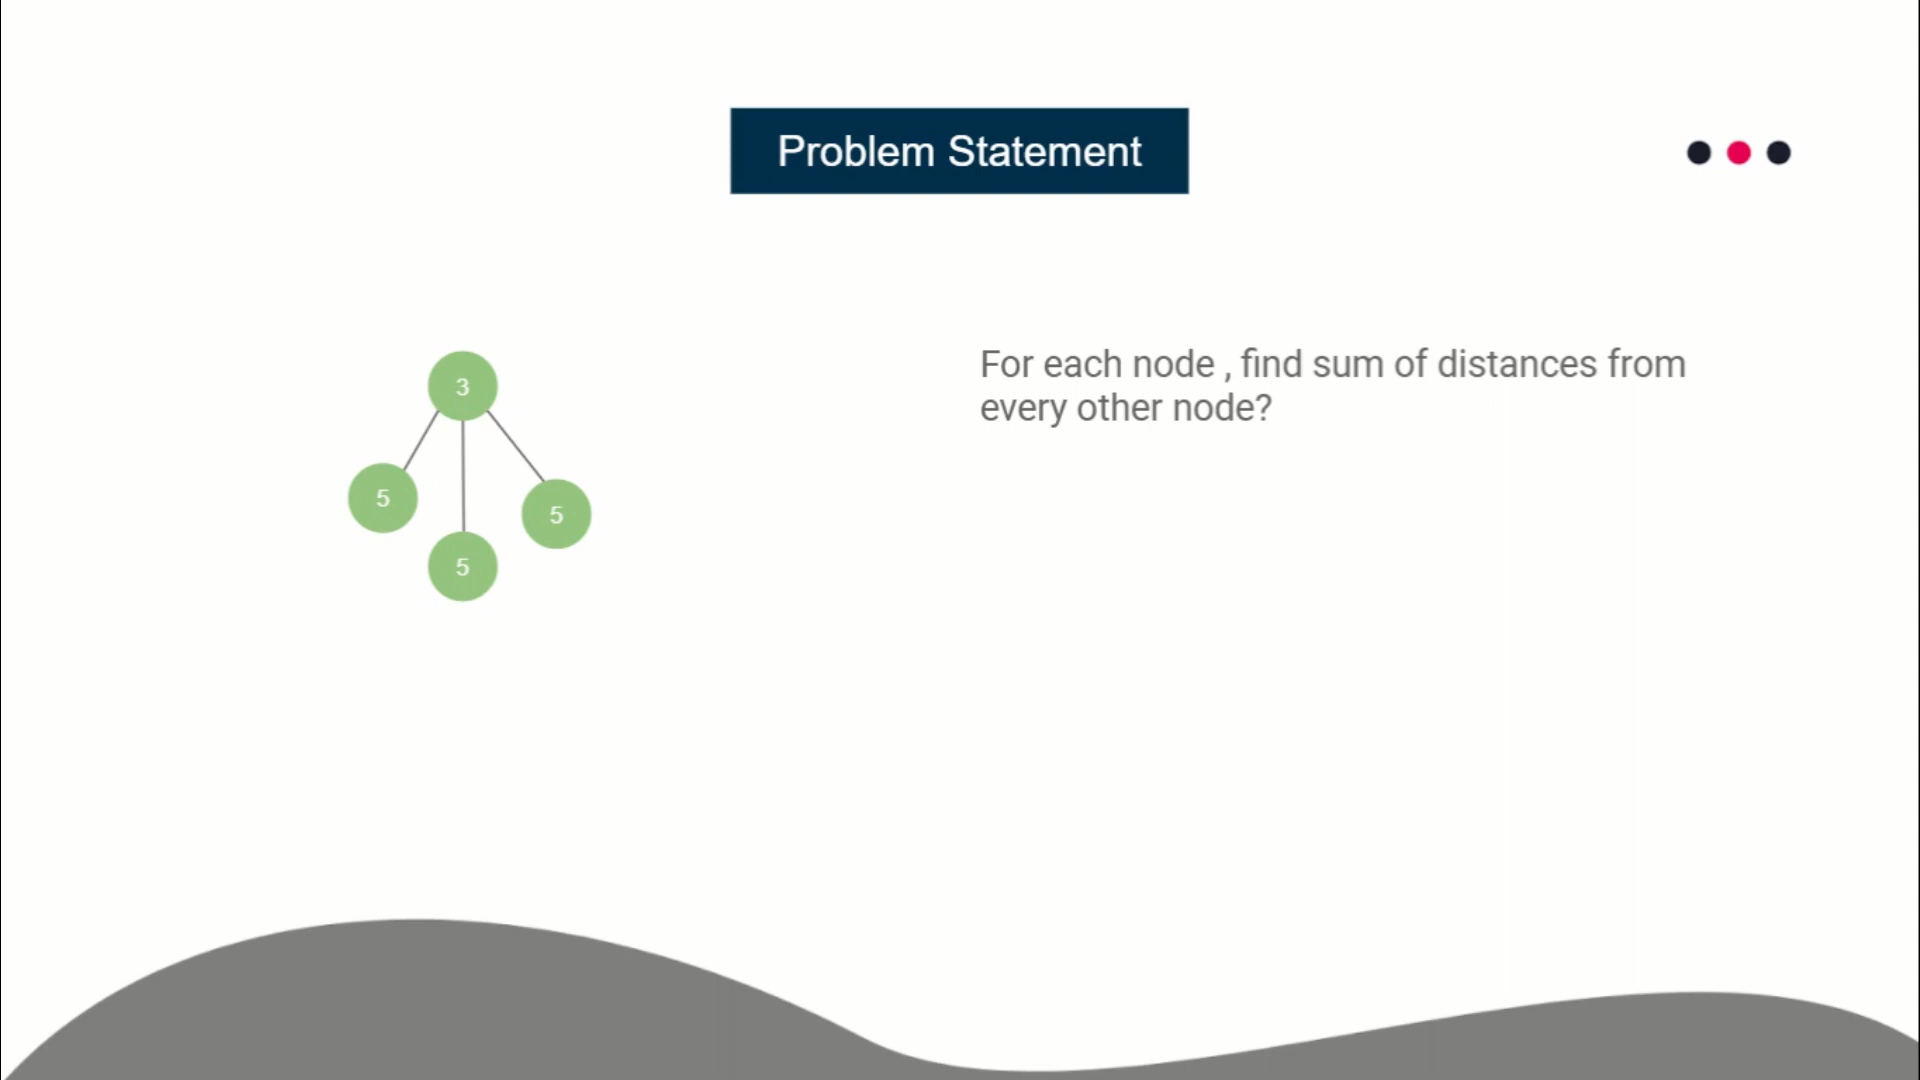 Problem Statement
3
5
5
5
For each node , find sum of distances from
every other node?